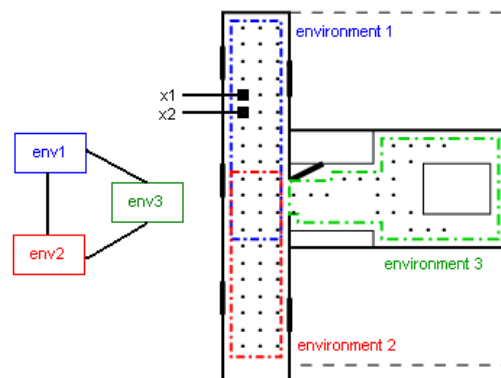 environment 1
x1
x2
env1
env3
env2
environment 3
environment 2